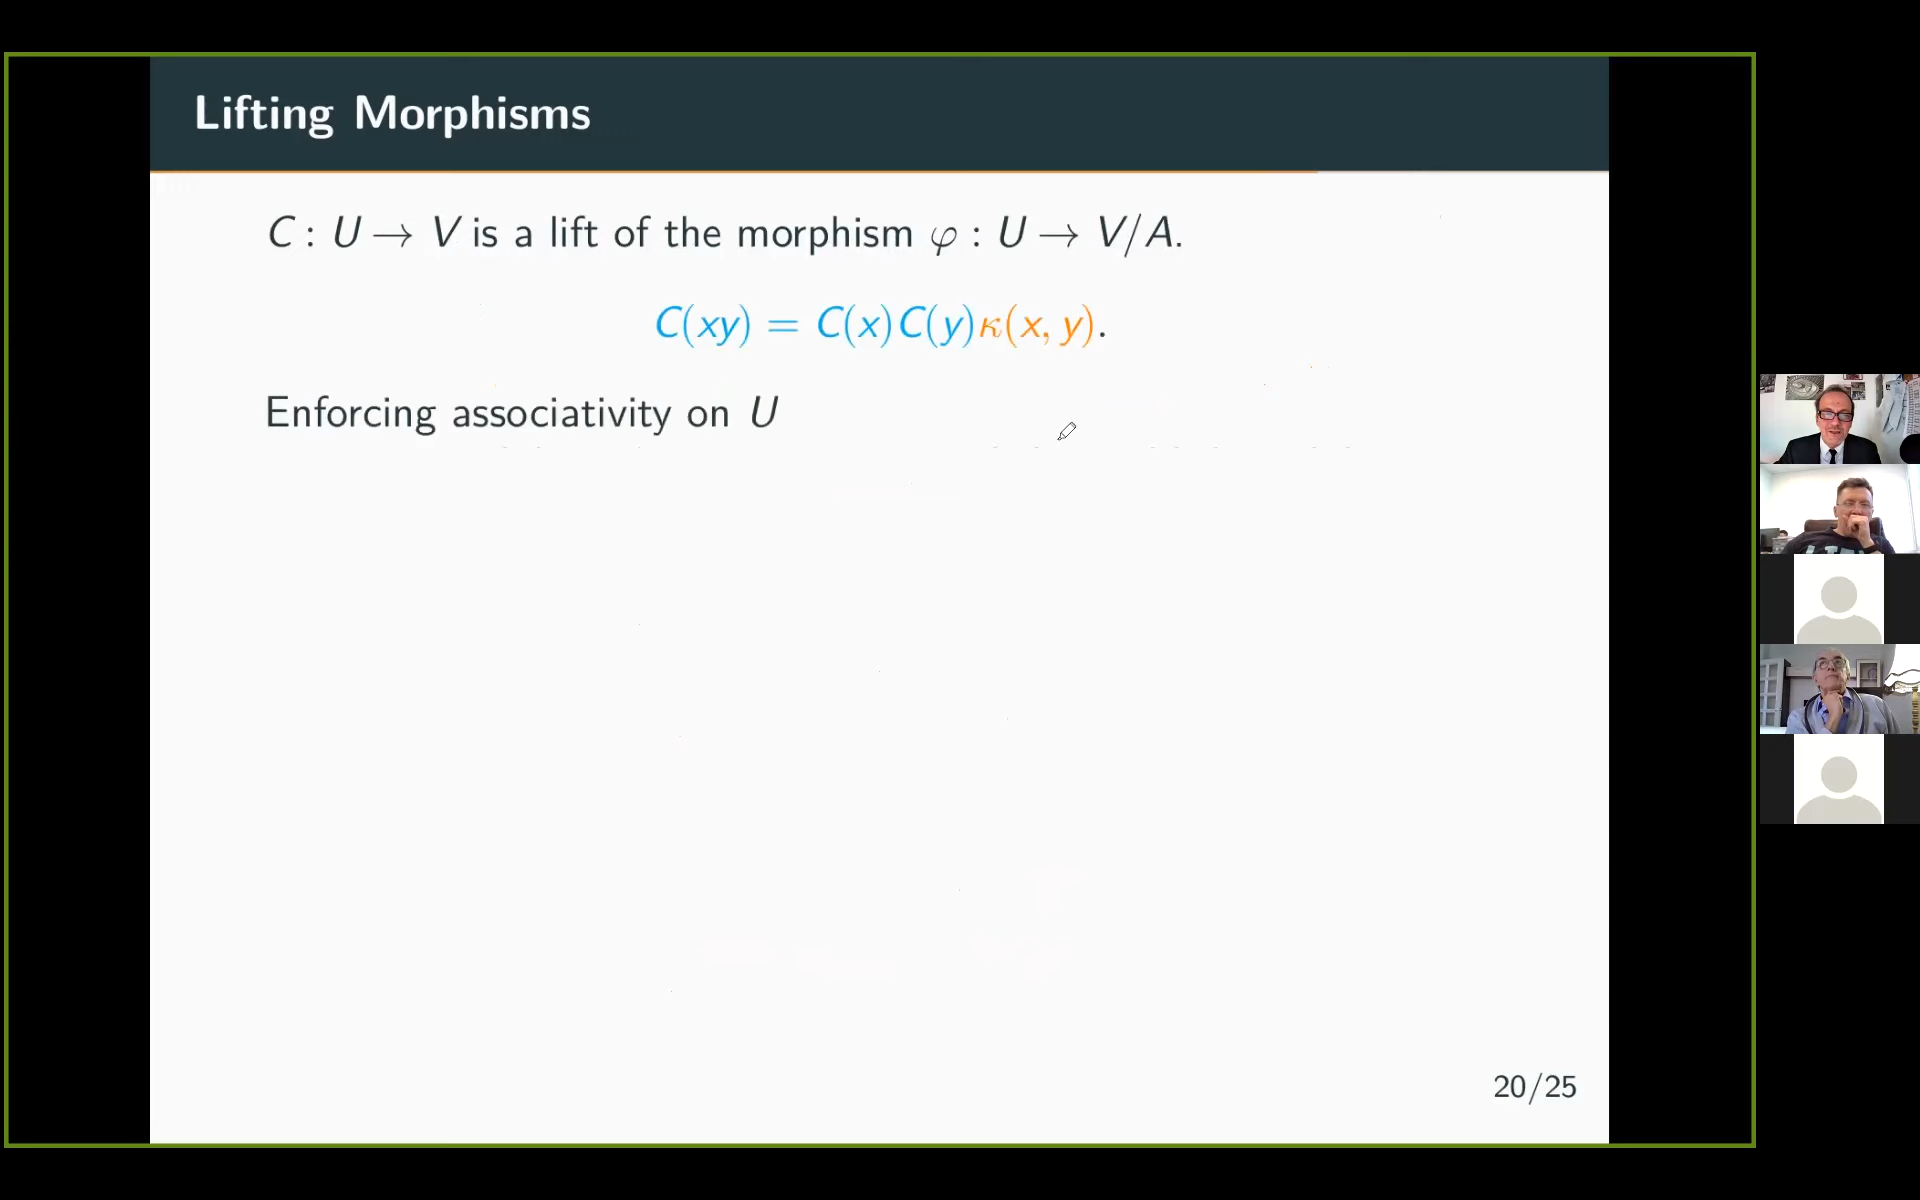 Lifting Morphisms
C : U → V is a lift of the morphism φ : U → V/A.
C(xy) = C(x)C(y)κ(x, y).
Enforcing associativity on U
20/25